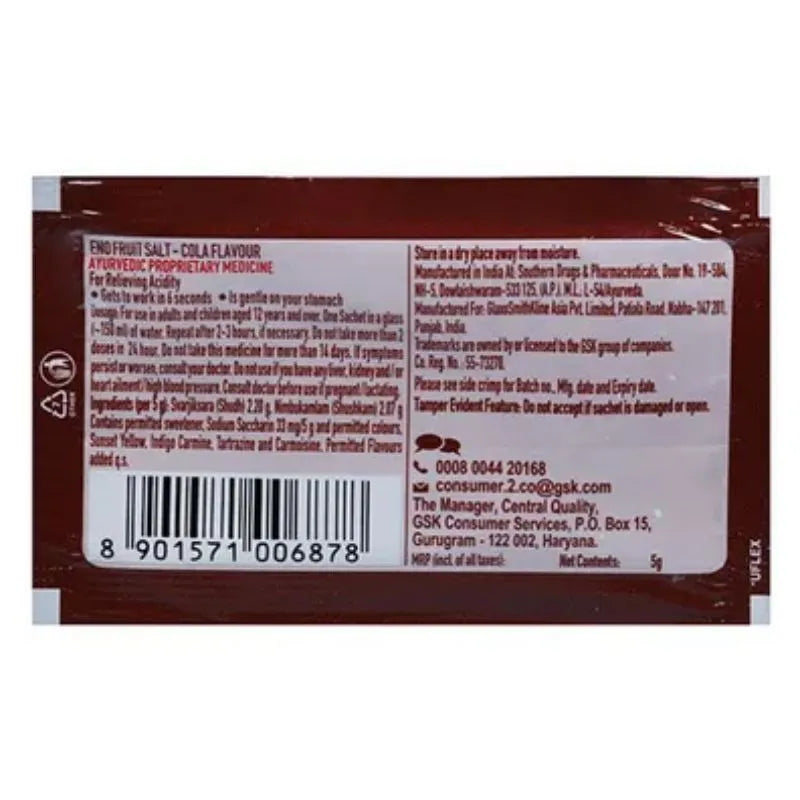 ENO FRUIT SALT - COLA FLAVOUR
AYURVEDIC PROPRIETARY MEDICINE
For Relieving Acidity
• Gets to work in 6 seconds • Is gentle on your stomach
Usage: For use in adults and children aged 12 years and over. One Sachet in a glass
(~150 ml) of water. Repeat after 2-3 hours, if necessary. Do not take more than 2
doses in 24 hour. Do not take this medicine for more than 14 days. If symptoms
persist or worsen, consult your doctor. Do not use if you have any liver, kidney and / or
heart ailment/high blood pressure. Consult doctor before use if pregnant/lactating.
Ingredients (per 5 g): Svarjiksara (Shudh) 2.28 g, Nimbukamlam (Shushkam) 2.07 g
Contains permitted sweetener, Sodium Saccharin 33 mg/5 g and permitted colours,
Sunset Yellow, Indigo Carmine, Tartrazine and Carmoisine. Permitted Flavours
added q.s.
8 901571 006878
Store in a dry place away from moisture.
Manufactured in India At: Southern Drugs & Pharmaceuticals, Door No. 19-58A,
NH-5, Dowlaishwaram-533 125, (A.P.) M.L. L-54/Ayurveda.
Manufactured For: GlaxoSmithKline Asia Pvt. Limited, Patiala Road, Nabha-147 201,
Punjab, India.
Trademarks are owned by or licensed to the GSK group of companies.
Co. Reg. No.: 55-73270.
Please see side crimp for Batch no., Mfg. date and Expiry date.
Tamper Evident Feature: Do not accept if sachet is damaged or open.
0008 0044 20168
consumer.2.co@gsk.com
The Manager, Central Quality,
GSK Consumer Services, P.O. Box 15,
Gurugram - 122 002, Haryana.
MRP (incl. of all taxes): Net Contents: 5g
7
OTHER
*UFLEX